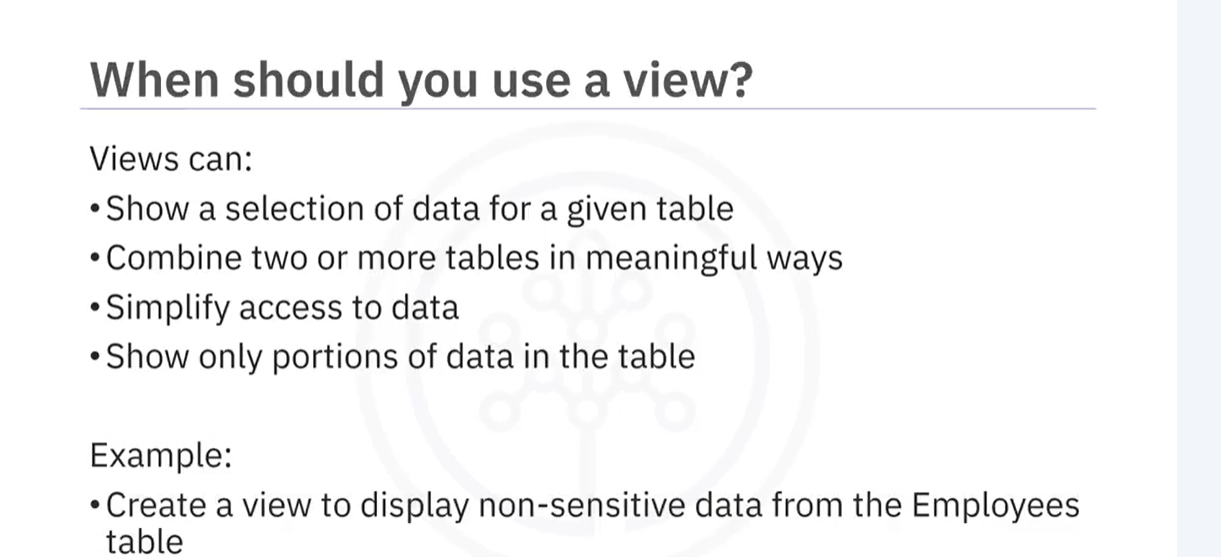 When should you use a view?
Views can:
•Show a selection of data for a given table
•Combine two or more tables in meaningful ways
•Simplify access to data
•Show only portions of data in the table
Example:
•Create a view to display non-sensitive data from the Employees
table